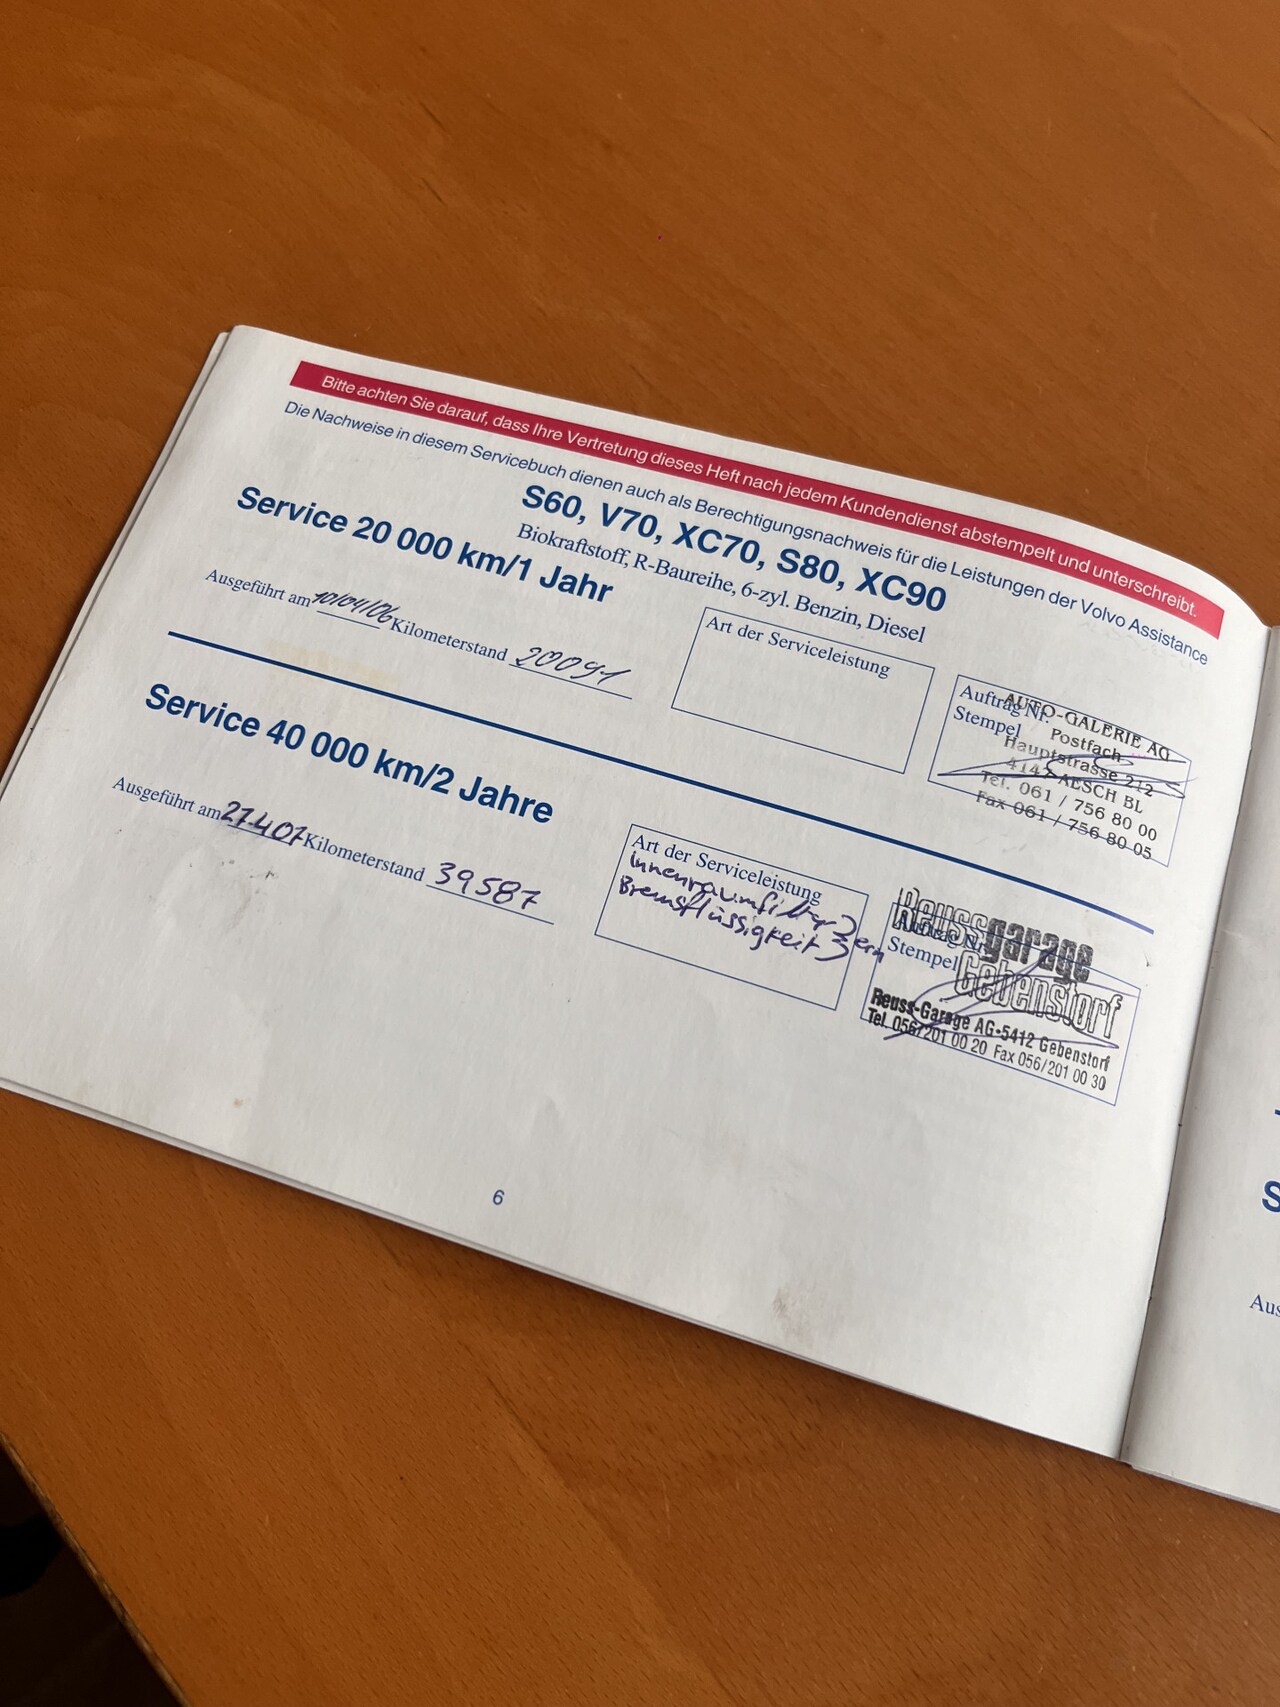 Bitte achten Sie darauf, dass Ihre Vertretung dieses Heft nach jedem Kundendienst abstempelt und unterschreibt.
Die Nachweise in diesem Servicebuch dienen auch als Berechtigungsnachweis für die Leistungen der Volvo Assistance
S60, V70, XC70, S80, XC90
Biokraftstoff, R-Baureihe, 6-zyl. Benzin, Diesel
Service 20 000 km/1 Jahr
Ausgeführt am 10/04/06 Kilometerstand 20091
Art der Serviceleistung
Auftrag Nr.
Stempel
AUTO-GALERIE AG
Postfach
Hauptstrasse 212
4147 AESCH BL
Tel. 061 / 756 80 00
Fax 061 / 756 80 05
Service 40 000 km/2 Jahre
Ausgeführt am 27.4.07 Kilometerstand 39587
Art der Serviceleistung
Innenraumfilter
Bremsflüssigkeit
Auftrag Nr.
Stempel
Reussgarage
Gebenstorf
Reuss-Garage AG·5412 Gebenstorf
Tel. 056/201 00 20 Fax 056/201 00 30
6
S
Aus